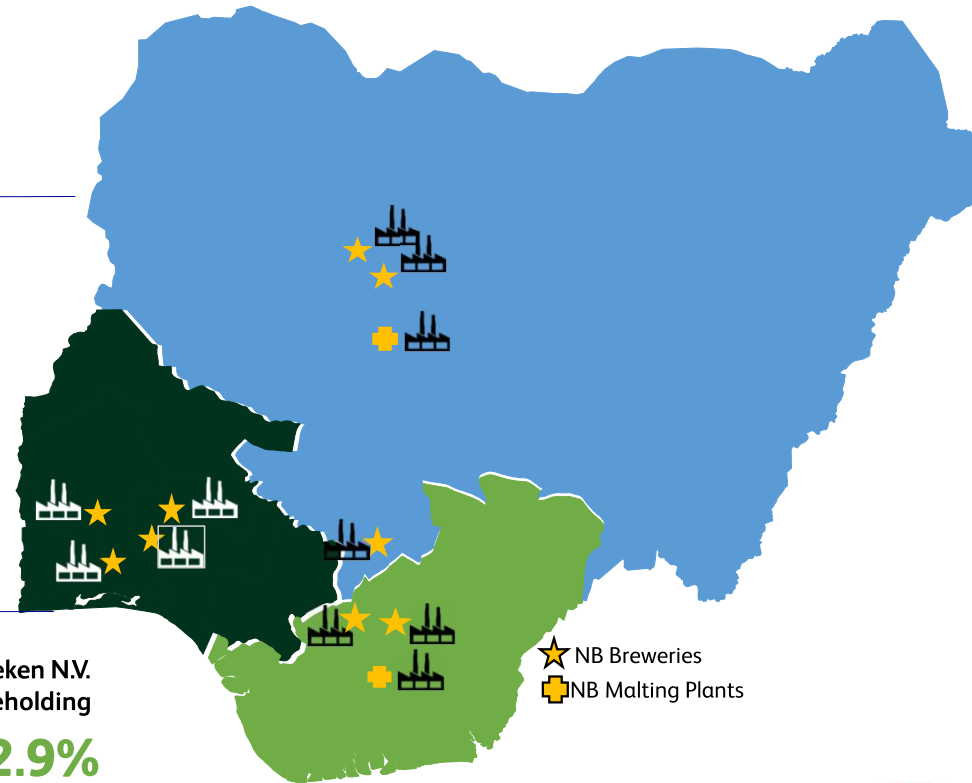 eken N.V.
eholding
2.9%
NB Breweries
NB Malting Plants